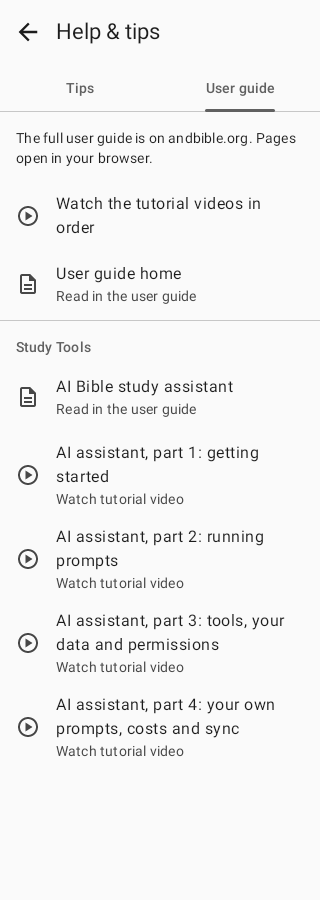 Help & tips
Tips
User guide
The full user guide is on andbible.org. Pages
open in your browser.
Watch the tutorial videos in
order
User guide home
Read in the user guide
Study Tools
AI Bible study assistant
Read in the user guide
AI assistant, part 1: getting
started
Watch tutorial video
AI assistant, part 2: running
prompts
Watch tutorial video
AI assistant, part 3: tools, your
data and permissions
Watch tutorial video
AI assistant, part 4: your own
prompts, costs and sync
Watch tutorial video